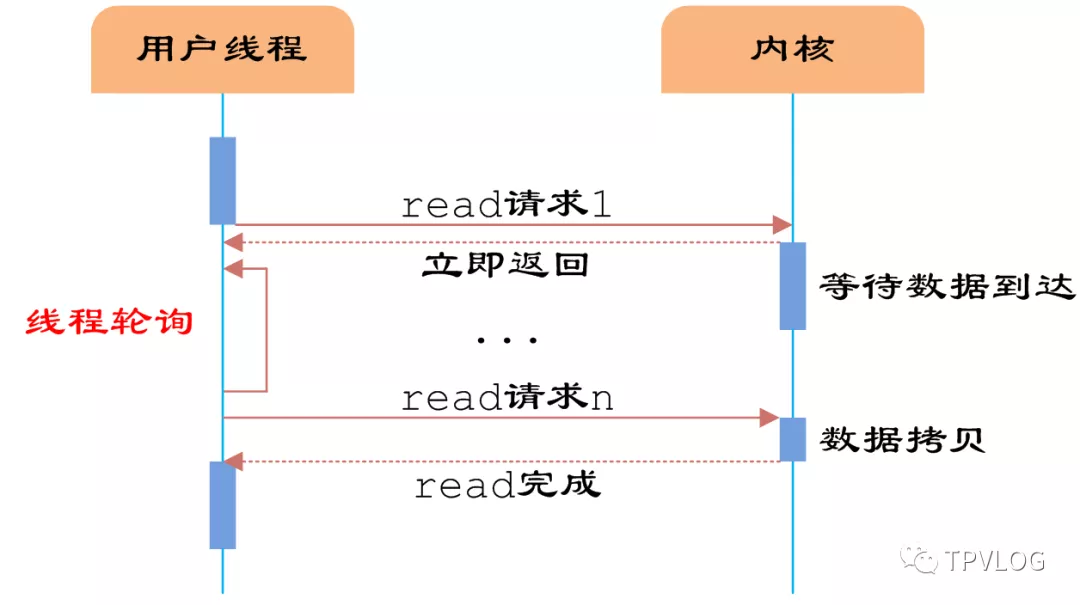 用户线程
内核
read请求1
立即返回
等待数据到达
线程轮询
...
read请求n
数据拷贝
read完成
TPVLOG